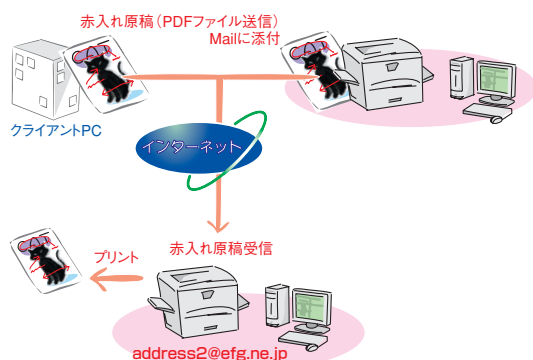 赤入れ原稿（PDFファイル送信）
Mailに添付
クライアントPC
インターネット
赤入れ原稿受信
プリント
address2@efg.ne.jp